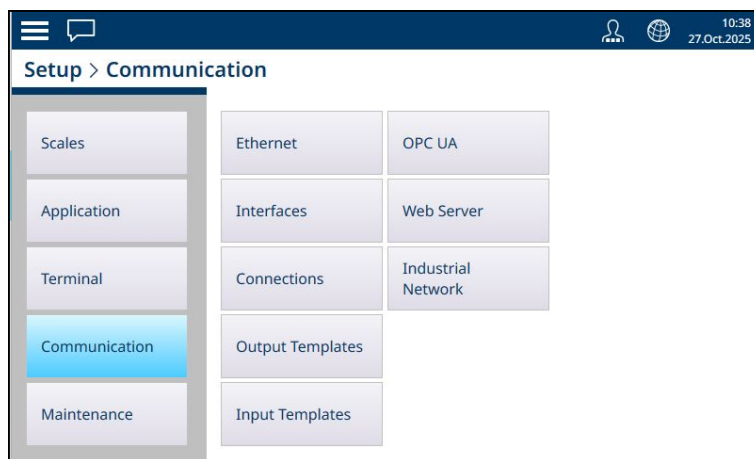 10:38
27.Oct.2025
Setup > Communication
Scales
Application
Terminal
Communication
Maintenance
Ethernet
Interfaces
Connections
Output Templates
Input Templates
OPC UA
Web Server
Industrial
Network